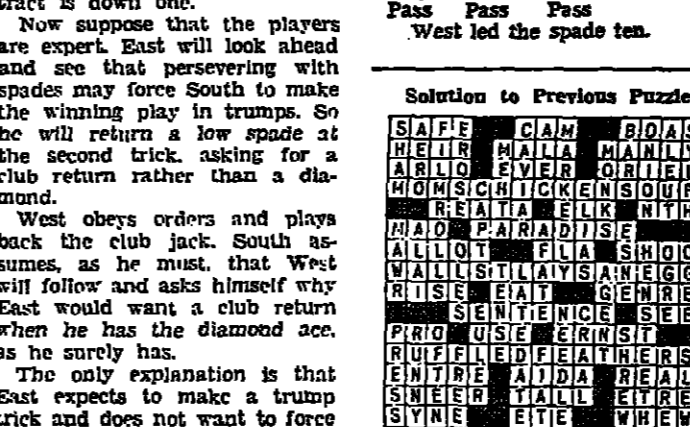 tract is down one.
Now suppose that the players
are expert. East will look ahead
and see that persevering with
spades may force South to make
the winning play in trumps. So
he will return a low spade at
the second trick. asking for a
club return rather than a dia-
mond.
West obeys orders and plays
back the club jack. South as-
sumes, as he must, that West
will follow and asks himself why
East would want a club return
when he has the diamond ace,
as he surely has.
The only explanation is that
East expects to make a trump
trick and does not want to force
Pass Pass Pass
West led the spade ten.
Solution to Previous Puzzle
SAFE CAM BOAS
HEIR MALA MANLY
ARLO EVER ORIEL
MOMSCHICKENSOUP
REATA ELK NTH
MAO PARADISE
ALLOT FLA SHOO
WALLSTLAYSANEGG
RISE EAT GENRE
SENTENCE SEE
PRO USE ERNST
RUFFLEDFEATHERS
ENTRE AIDA REAL
SNEER TALL ETRE
SYNE ETE WHEW